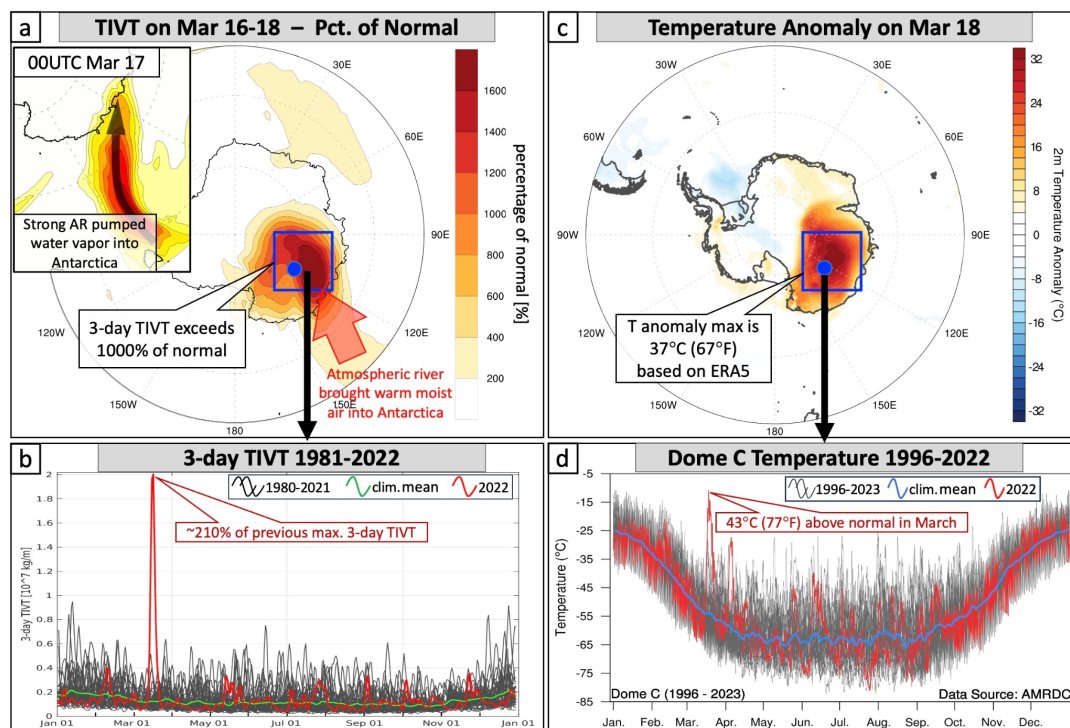 a
TIVT on Mar 16-18 – Pct. of Normal
00UTC Mar 17
Strong AR pumped
water vapor into
Antarctica
30E
60E
90E
120E
150E
180
150W
120W
3-day TIVT exceeds
1000% of normal
Atmospheric river
brought warm moist
air into Antarctica
1600
1400
1200
1000
800
600
400
200
percentage of normal [%]
c
Temperature Anomaly on Mar 18
0
30E
60E
90E
120E
150E
180
150W
120W
90W
60W
30W
T anomaly max is
37°C (67°F)
based on ERA5
32
24
16
8
4
2
0
-2
-4
-8
-16
-24
-32
2m Temperature Anomaly (°C)
b
3-day TIVT 1981-2022
1980-2021
clim.mean
2022
~210% of previous max. 3-day TIVT
3-day TIVT [10^7 kg/m]
2
1.8
1.6
1.4
1.2
1
0.8
0.6
0.4
0.2
0
Jan 01
Mar 01
May 01
Jul 01
Sep 01
Nov 01
Jan 01
d
Dome C Temperature 1996-2022
1996-2023
clim.mean
2022
43°C (77°F) above normal in March
Temperature (°C)
-5
-15
-25
-35
-45
-55
-65
-75
-85
Dome C (1996 - 2023)
Data Source: AMRDC
Jan.
Feb.
Mar.
Apr.
May.
Jun.
Jul.
Aug.
Sep.
Oct.
Nov.
Dec.